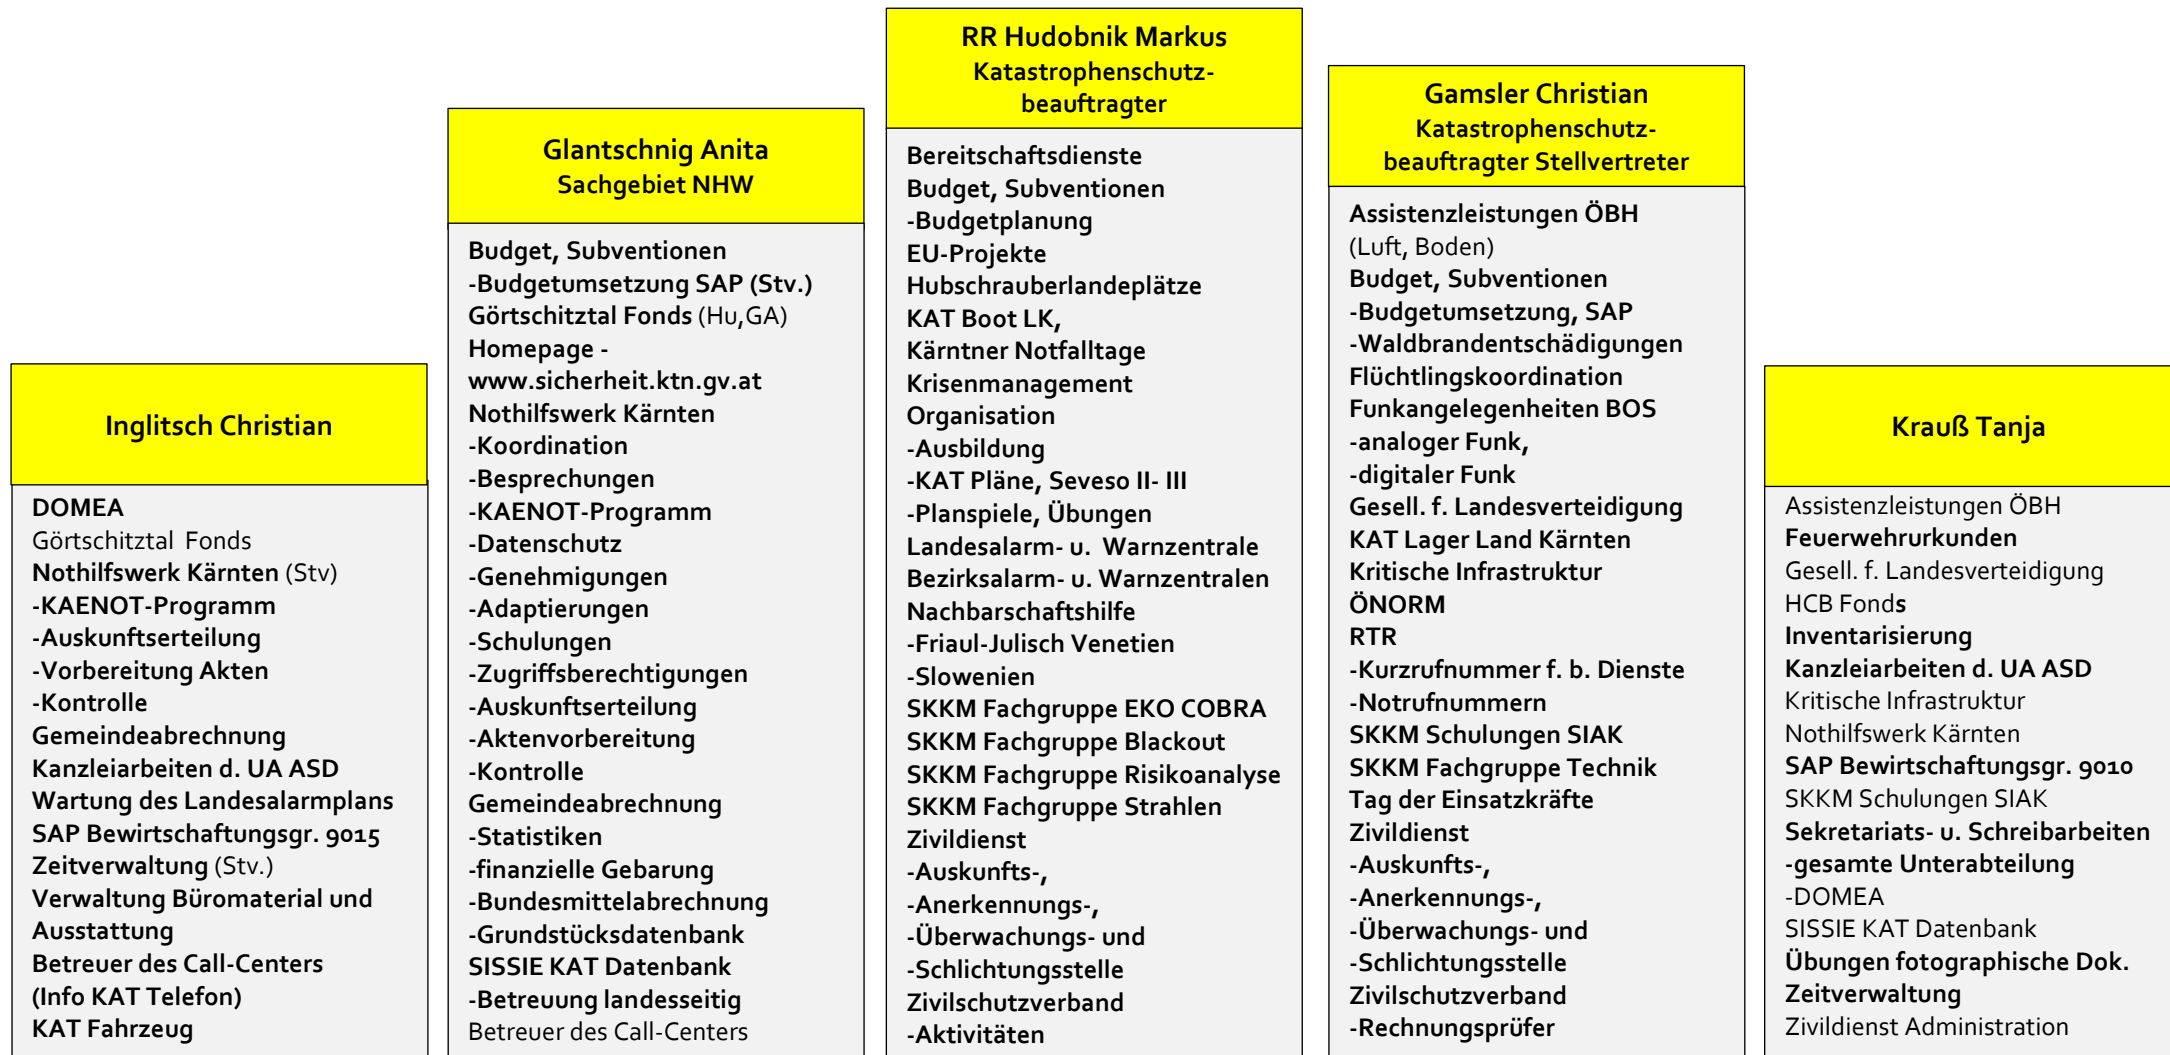 Inglitsch Christian
DOMEA
Görtschitztal  Fonds
Nothilfswerk Kärnten (Stv)
-KAENOT-Programm
-Auskunftserteilung
-Vorbereitung Akten
-Kontrolle
Gemeindeabrechnung
Kanzleiarbeiten d. UA ASD
Wartung des Landesalarmplans
SAP Bewirtschaftungsgr. 9015
Zeitverwaltung (Stv.)
Verwaltung Büromaterial und
Ausstattung
Betreuer des Call-Centers
(Info KAT Telefon)
KAT Fahrzeug
Glantschnig Anita
Sachgebiet NHW
Budget, Subventionen
-Budgetumsetzung SAP (Stv.)
Görtschitztal Fonds (Hu,GA)
Homepage -
www.sicherheit.ktn.gv.at
Nothilfswerk Kärnten
-Koordination
-Besprechungen
-KAENOT-Programm
-Datenschutz
-Genehmigungen
-Adaptierungen
-Schulungen
-Zugriffsberechtigungen
-Auskunftserteilung
-Aktenvorbereitung
-Kontrolle
Gemeindeabrechnung
-Statistiken
-finanzielle Gebarung
-Bundesmittelabrechnung
-Grundstücksdatenbank
SISSIE KAT Datenbank
-Betreuung landesseitig
Betreuer des Call-Centers
RR Hudobnik Markus
Katastrophenschutz-
beauftragter
Bereitschaftsdienste
Budget, Subventionen
-Budgetplanung
EU-Projekte
Hubschrauberlandeplätze
KAT Boot LK,
Kärntner Notfalltage
Krisenmanagement
Organisation
-Ausbildung
-KAT Pläne, Seveso II- III
-Planspiele, Übungen
Landesalarm- u.  Warnzentrale
Bezirksalarm- u. Warnzentralen
Nachbarschaftshilfe
-Friaul-Julisch Venetien
-Slowenien
SKKM Fachgruppe EKO COBRA
SKKM Fachgruppe Blackout
SKKM Fachgruppe Risikoanalyse
SKKM Fachgruppe Strahlen
Zivildienst
-Auskunfts-,
-Anerkennungs-,
-Überwachungs- und
-Schlichtungsstelle
Zivilschutzverband
-Aktivitäten
Gamsler Christian
Katastrophenschutz-
beauftragter Stellvertreter
Assistenzleistungen ÖBH
(Luft, Boden)
Budget, Subventionen
-Budgetumsetzung, SAP
-Waldbrandentschädigungen
Flüchtlingskoordination
Funkangelegenheiten BOS
-analoger Funk,
-digitaler Funk
Gesell. f. Landesverteidigung
KAT Lager Land Kärnten
Kritische Infrastruktur
ÖNORM
RTR
-Kurzrufnummer f. b. Dienste
-Notrufnummern
SKKM Schulungen SIAK
SKKM Fachgruppe Technik
Tag der Einsatzkräfte
Zivildienst
-Auskunfts-,
-Anerkennungs-,
-Überwachungs- und
-Schlichtungsstelle
Zivilschutzverband
-Rechnungsprüfer
Krauß Tanja
Assistenzleistungen ÖBH
Feuerwehrurkunden
Gesell. f. Landesverteidigung
HCB Fonds
Inventarisierung
Kanzleiarbeiten d. UA ASD
Kritische Infrastruktur
Nothilfswerk Kärnten
SAP Bewirtschaftungsgr. 9010
SKKM Schulungen SIAK
Sekretariats- u. Schreibarbeiten
-gesamte Unterabteilung
-DOMEA
SISSIE KAT Datenbank
Übungen fotographische Dok.
Zeitverwaltung
Zivildienst Administration